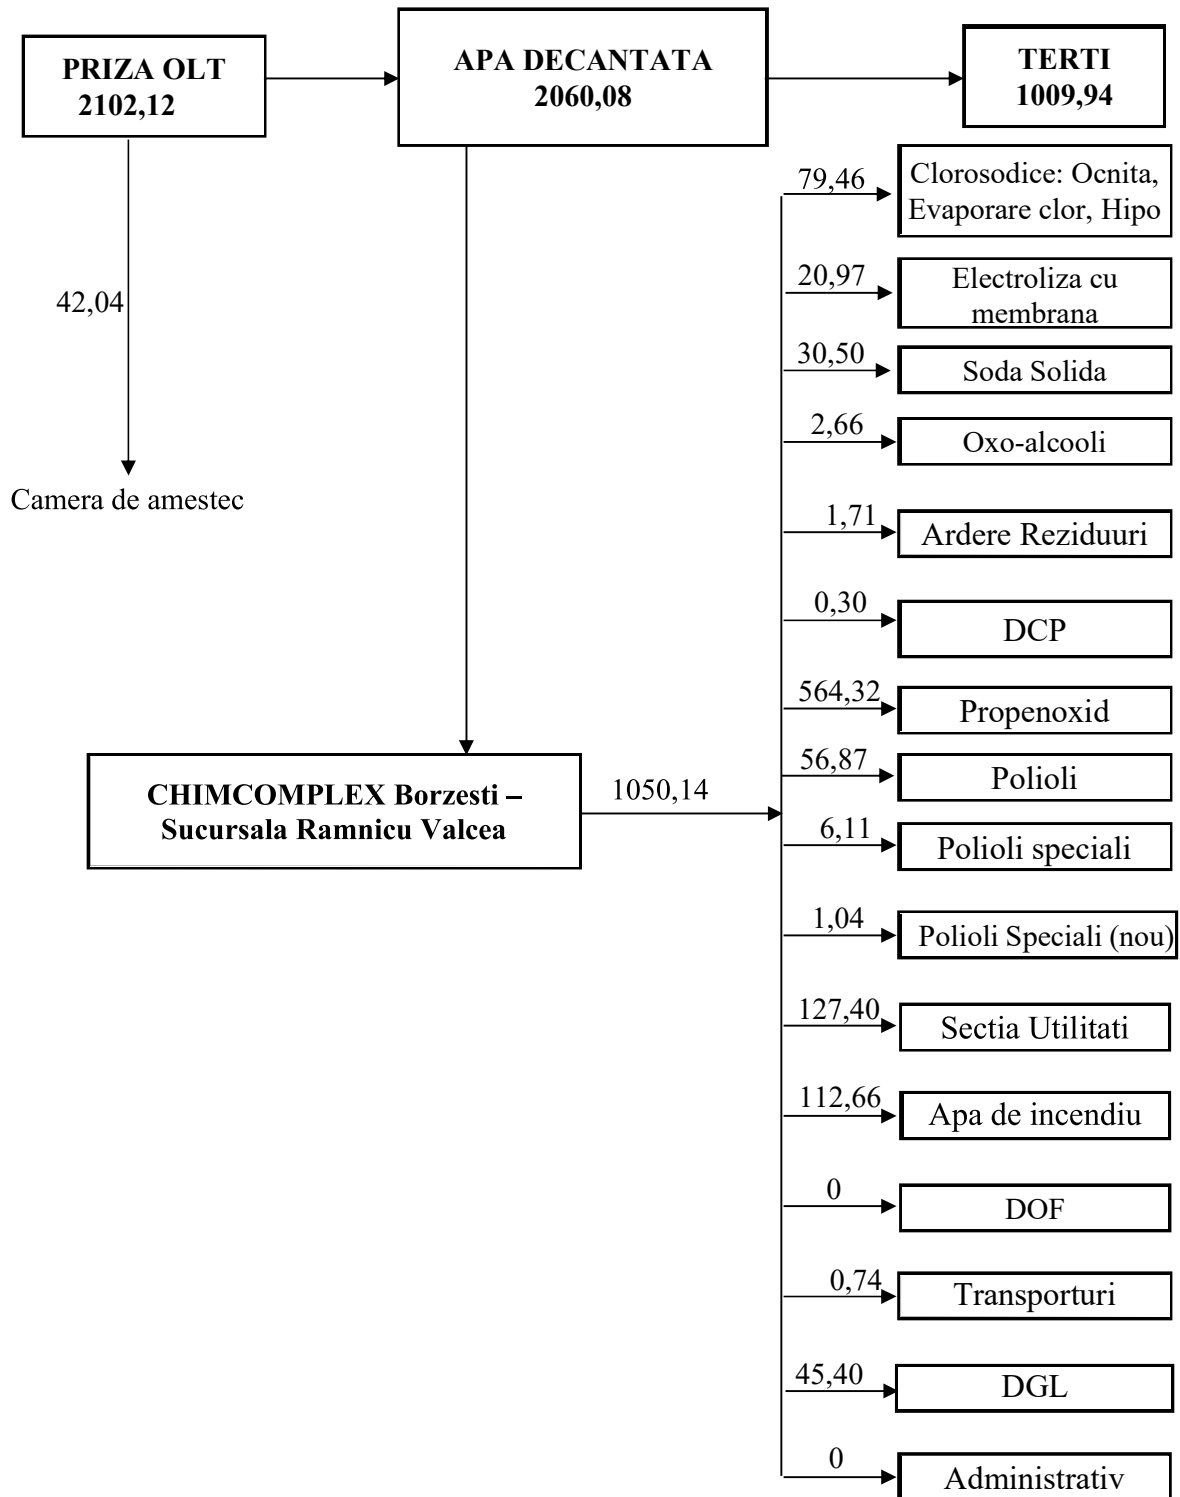 PRIZA OLT
2102,12
APA DECANTATA
2060,08
TERTI
1009,94
42,04
Camera de amestec
CHIMCOMPLEX Borzesti –
Sucursala Ramnicu Valcea
1050,14
79,46
Clorosodice: Ocnita,
Evaporare clor, Hipo
20,97
Electroliza cu
membrana
30,50
Soda Solida
2,66
Oxo-alcooli
1,71
Ardere Reziduuri
0,30
DCP
564,32
Propenoxid
56,87
Polioli
6,11
Polioli speciali
1,04
Polioli Speciali (nou)
127,40
Sectia Utilitati
112,66
Apa de incendiu
0
DOF
0,74
Transporturi
45,40
DGL
0
Administrativ